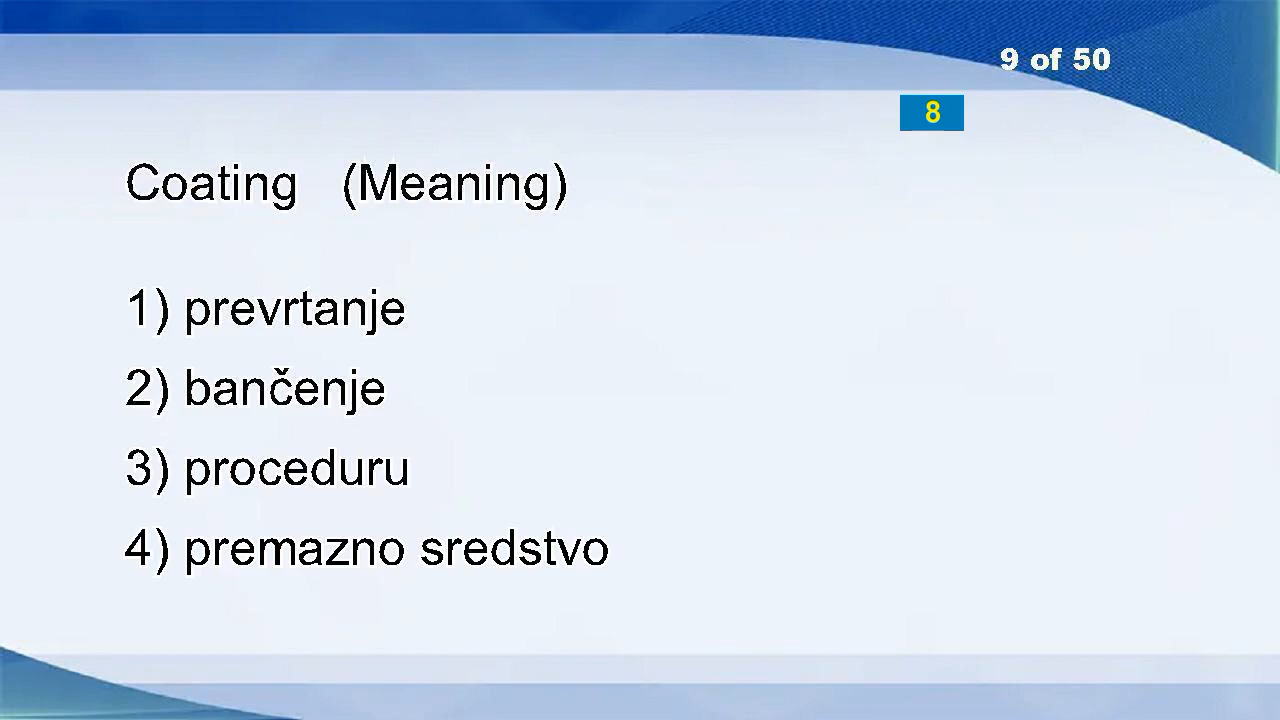 9 of 50
8
Coating (Meaning)
1) prevrtanje
2) bančenje
3) proceduru
4) premazno sredstvo